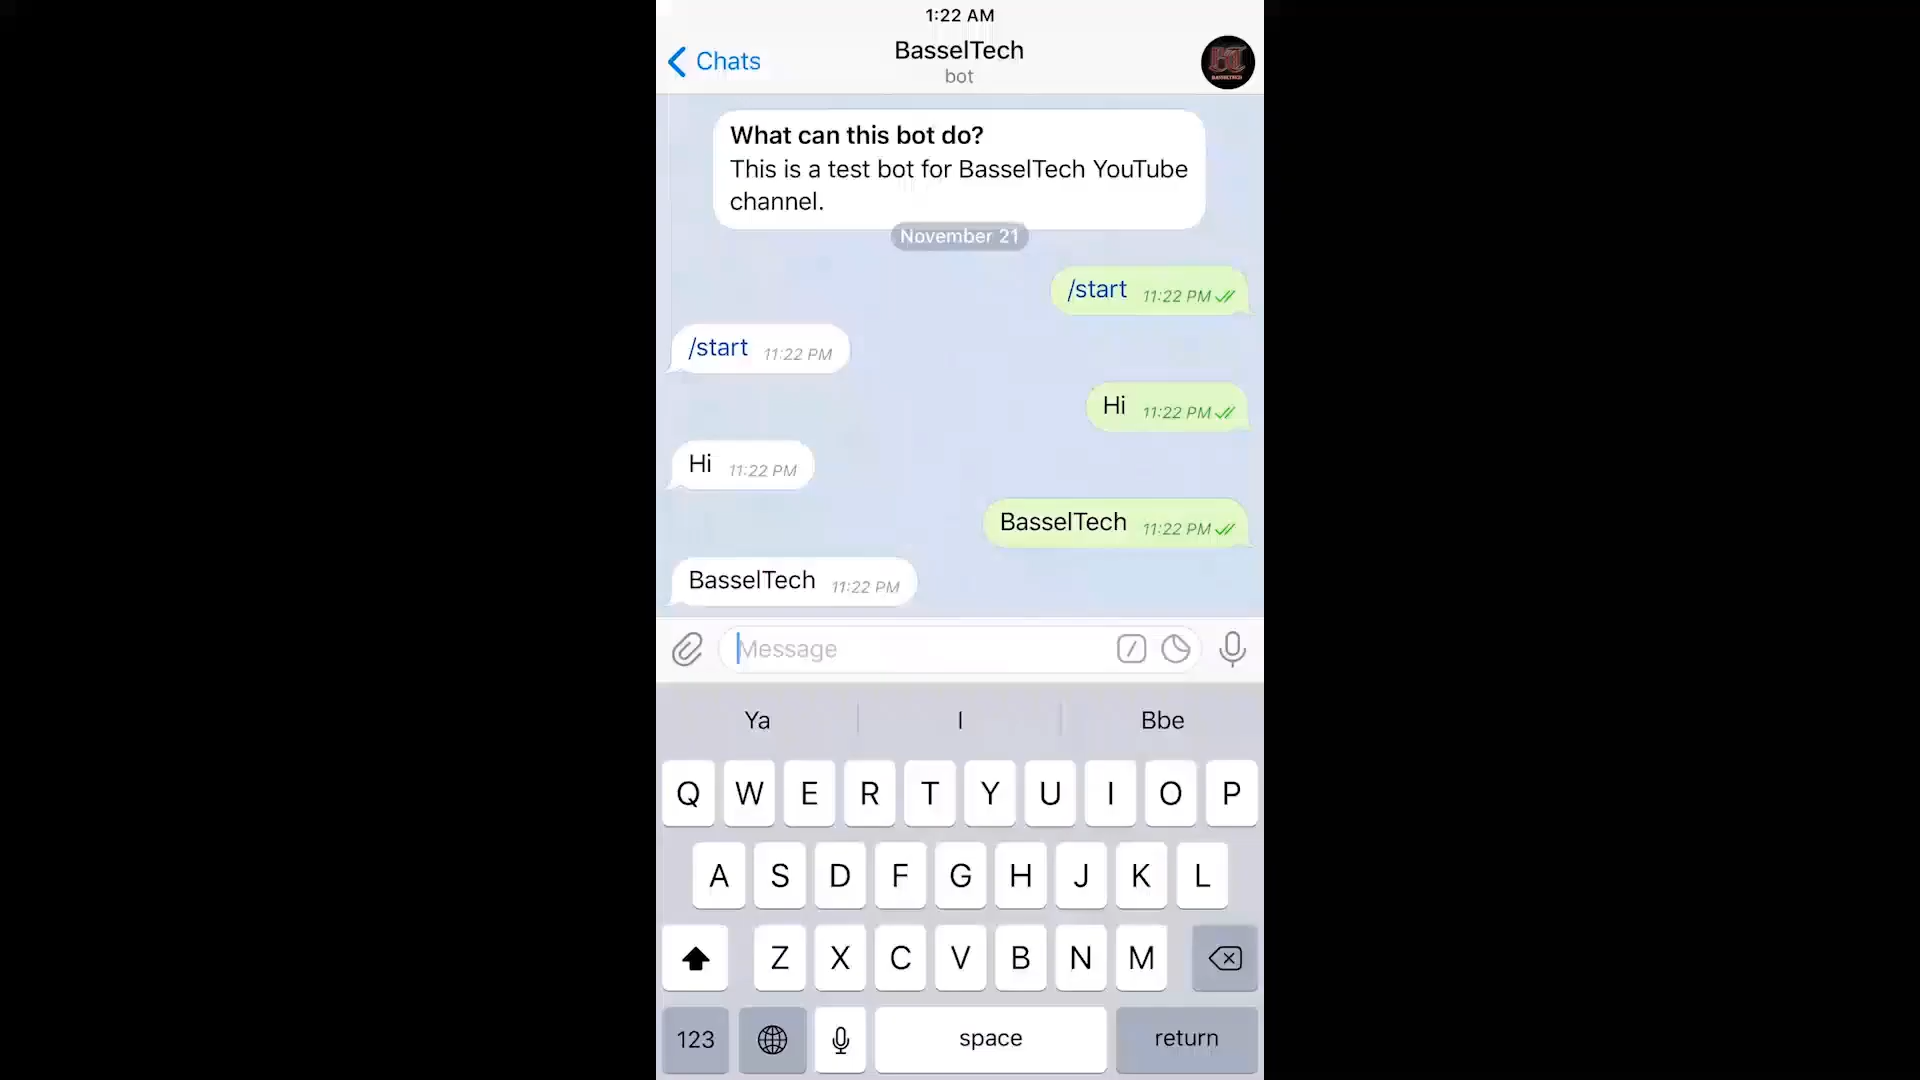 1:22 AM
Chats
BasselTech
bot
What can this bot do?
This is a test bot for BasselTech YouTube
channel.
November 21
/start 11:22 PM
/start 11:22 PM
Hi 11:22 PM
Hi 11:22 PM
BasselTech 11:22 PM
BasselTech 11:22 PM
Message
Ya I Bbe
Q W E R T Y U I O P
A S D F G H J K L
Z X C V B N M
123 space return